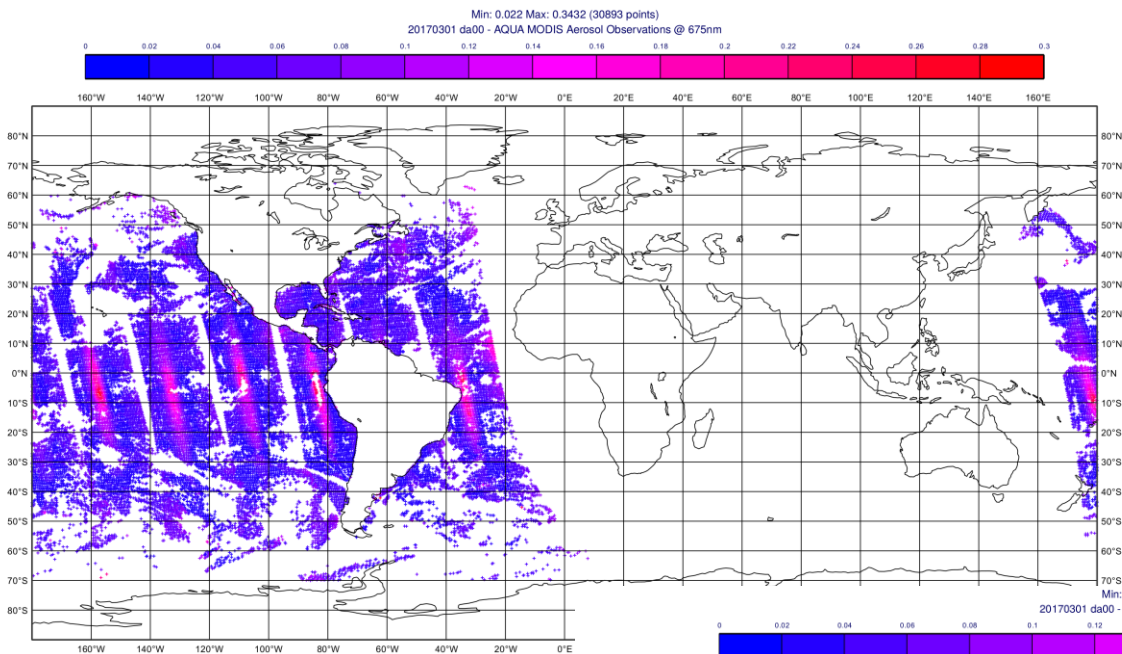 Min: 0.022 Max: 0.3432 (30893 points)
20170301 da00 - AQUA MODIS Aerosol Observations @ 675nm
0 0.02 0.04 0.06 0.08 0.1 0.12 0.14 0.16 0.18 0.2 0.22 0.24 0.26 0.28 0.3
160°W 140°W 120°W 100°W 80°W 60°W 40°W 20°W 0°E 20°E 40°E 60°E 80°E 100°E 120°E 140°E 160°E
80°N 80°N
70°N 70°N
60°N 60°N
50°N 50°N
40°N 40°N
30°N 30°N
20°N 20°N
10°N 10°N
0°N 0°N
10°S 10°S
20°S 20°S
30°S 30°S
40°S 40°S
50°S 50°S
60°S 60°S
70°S 70°S
80°S
Min:
20170301 da00 -
0 0.02 0.04 0.06 0.08 0.1 0.12
160°W 140°W 120°W 100°W 80°W 60°W 40°W 20°W 0°E